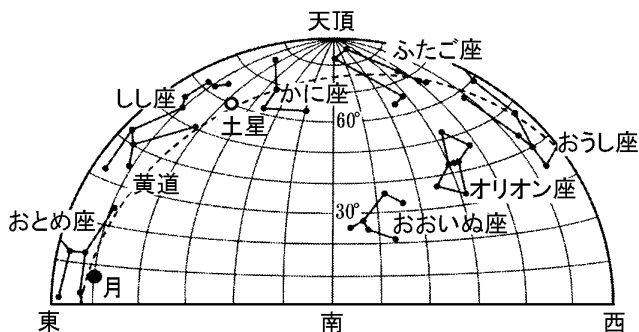 天頂
ふたご座
しし座
かに座
土星
60°
おうし座
黄道
オリオン座
おとめ座
30°
おおいぬ座
月
東
南
西